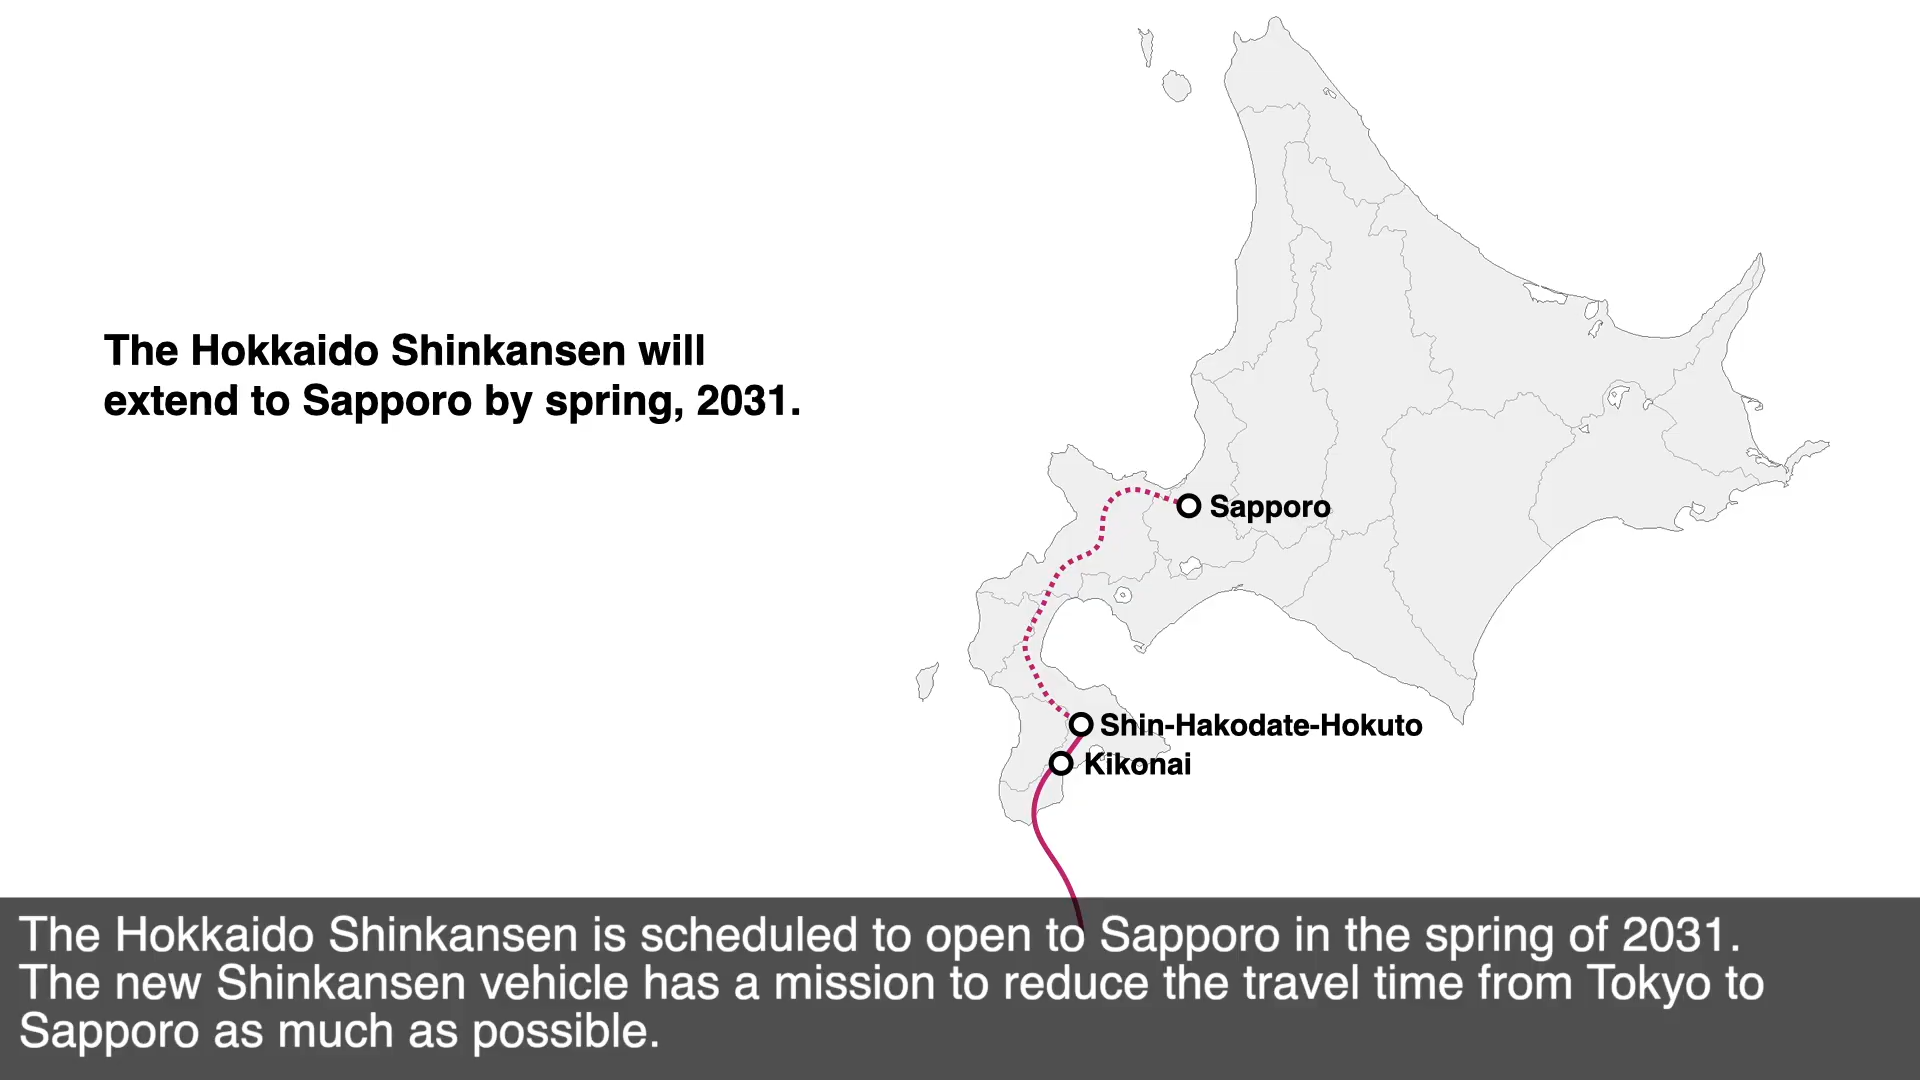 The Hokkaido Shinkansen will
extend to Sapporo by spring, 2031.
Sapporo
Shin-Hakodate-Hokuto
Kikonai
The Hokkaido Shinkansen is scheduled to open to Sapporo in the spring of 2031.
The new Shinkansen vehicle has a mission to reduce the travel time from Tokyo to
Sapporo as much as possible.